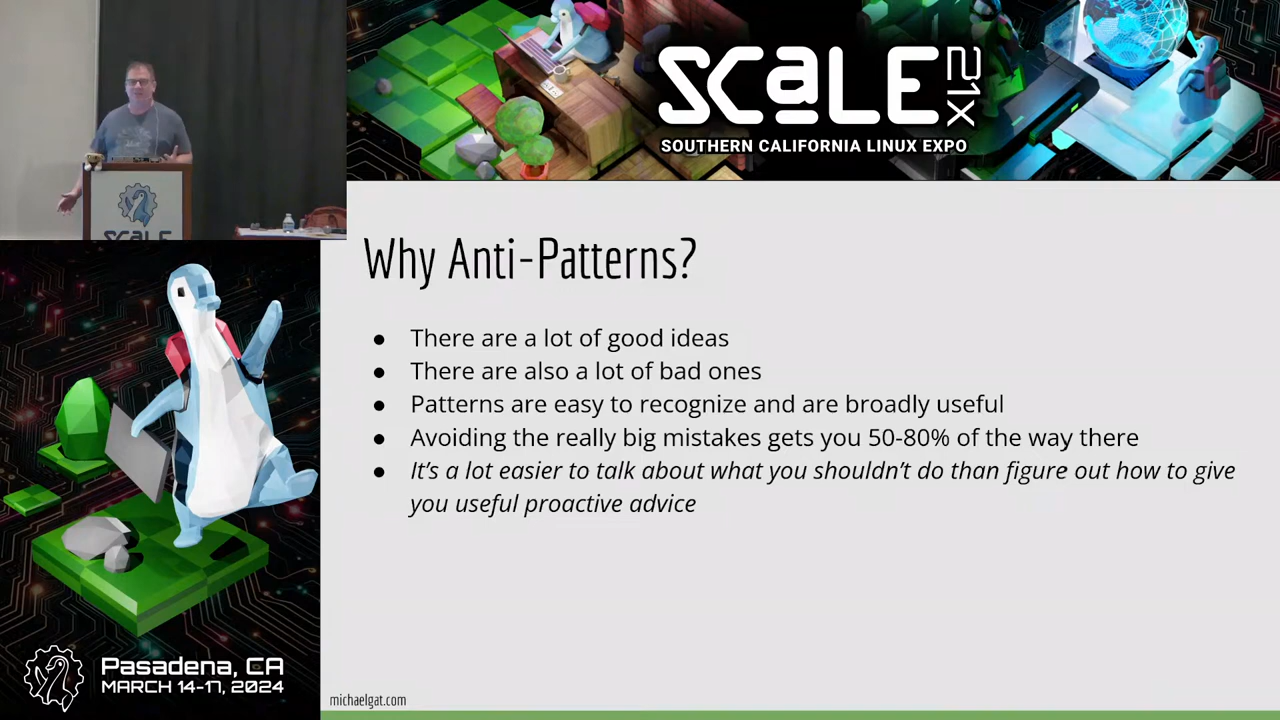 SCALE
21X
SOUTHERN CALIFORNIA LINUX EXPO
SCALE
Why Anti-Patterns?
● There are a lot of good ideas
● There are also a lot of bad ones
● Patterns are easy to recognize and are broadly useful
● Avoiding the really big mistakes gets you 50-80% of the way there
● It's a lot easier to talk about what you shouldn't do than figure out how to give
you useful proactive advice
Pasadena, CA
MARCH 14-17, 2024
michaelgat.com